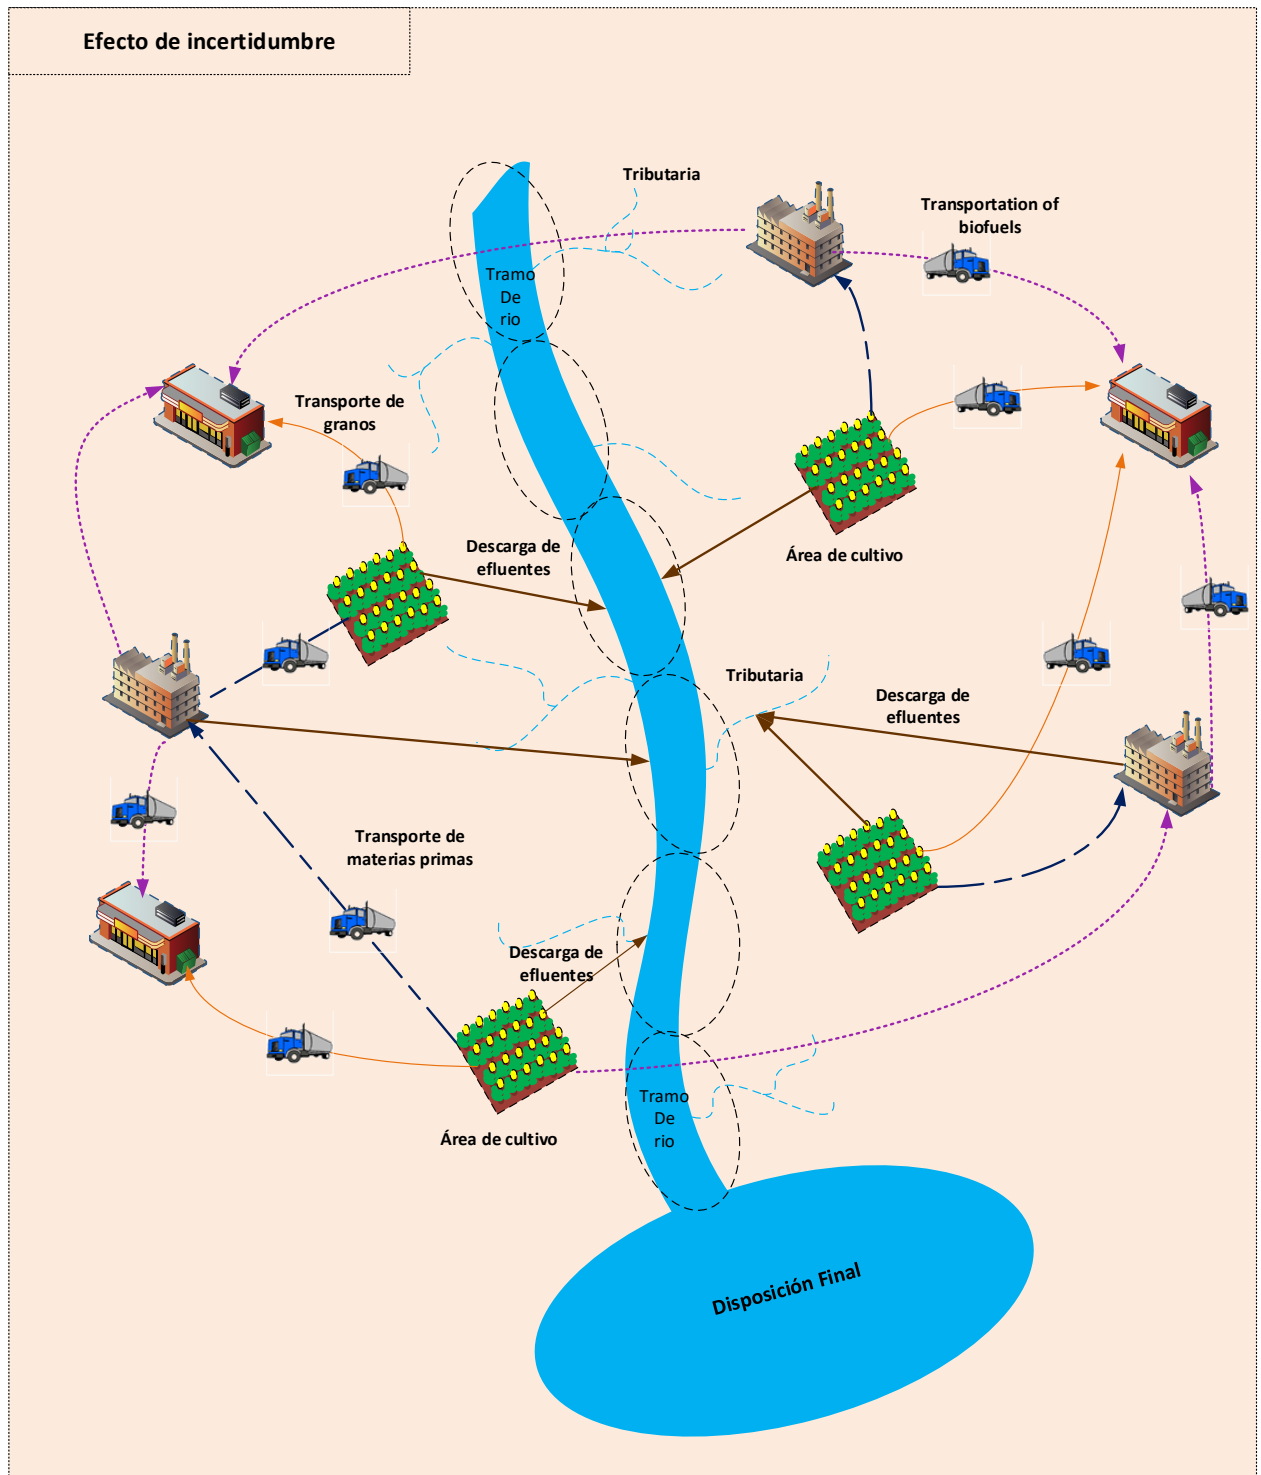 Efecto de incertidumbre
Tributaria
Transportation of
biofuels
Tramo
De
rio
Transporte de
granos
Descarga de
efluentes
Área de cultivo
Tributaria
Descarga de
efluentes
Transporte de
materias primas
Descarga de
efluentes
Tramo
De
rio
Área de cultivo
Disposición Final